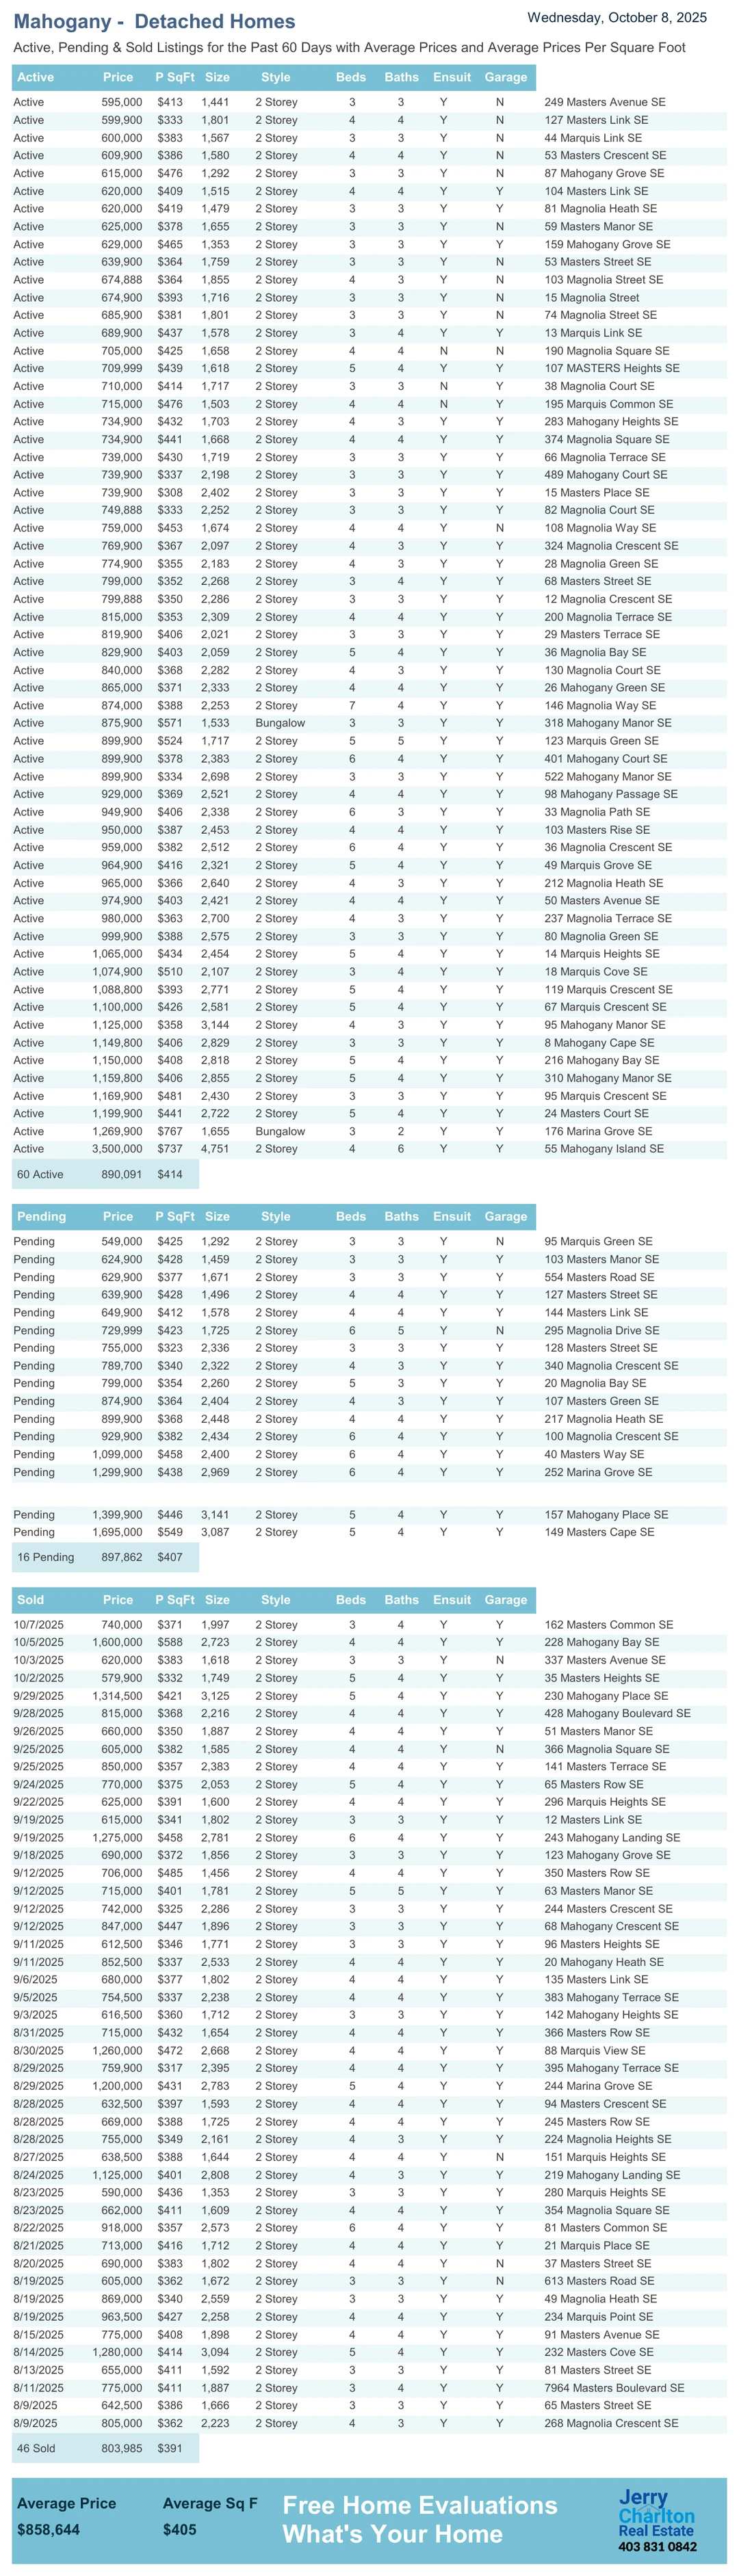 Mahogany - Detached Homes
Wednesday, October 8, 2025
Active, Pending & Sold Listings for the Past 60 Days with Average Prices and Average Prices Per Square Foot
Active Price P SqFt Size Style Beds Baths Ensuit Garage
Active 595,000 $413 1,441 2 Storey 3 3 Y N 249 Masters Avenue SE
Active 599,900 $333 1,801 2 Storey 4 4 Y N 127 Masters Link SE
Active 600,000 $383 1,567 2 Storey 3 3 Y N 44 Marquis Link SE
Active 609,900 $386 1,580 2 Storey 4 4 Y N 53 Masters Crescent SE
Active 615,000 $476 1,292 2 Storey 3 3 Y N 87 Mahogany Grove SE
Active 620,000 $409 1,515 2 Storey 4 4 Y Y 104 Masters Link SE
Active 620,000 $419 1,479 2 Storey 3 3 Y Y 81 Magnolia Heath SE
Active 625,000 $378 1,655 2 Storey 3 3 Y N 59 Masters Manor SE
Active 629,000 $465 1,353 2 Storey 3 3 Y Y 159 Mahogany Grove SE
Active 639,900 $364 1,759 2 Storey 3 3 Y N 53 Masters Street SE
Active 674,888 $364 1,855 2 Storey 4 3 Y N 103 Magnolia Street SE
Active 674,900 $393 1,716 2 Storey 3 3 Y N 15 Magnolia Street
Active 685,900 $381 1,801 2 Storey 3 3 Y N 74 Magnolia Street SE
Active 689,900 $437 1,578 2 Storey 3 4 Y Y 13 Marquis Link SE
Active 705,000 $425 1,658 2 Storey 4 4 N N 190 Magnolia Square SE
Active 709,999 $439 1,618 2 Storey 5 4 Y Y 107 MASTERS Heights SE
Active 710,000 $414 1,717 2 Storey 3 3 N Y 38 Magnolia Court SE
Active 715,000 $476 1,503 2 Storey 4 4 N Y 195 Marquis Common SE
Active 734,900 $432 1,703 2 Storey 4 3 Y Y 283 Mahogany Heights SE
Active 734,900 $441 1,668 2 Storey 4 4 Y Y 374 Magnolia Square SE
Active 739,000 $430 1,719 2 Storey 3 3 Y Y 66 Magnolia Terrace SE
Active 739,900 $337 2,198 2 Storey 3 3 Y Y 489 Mahogany Court SE
Active 739,900 $308 2,402 2 Storey 3 3 Y Y 15 Masters Place SE
Active 749,888 $333 2,252 2 Storey 3 3 Y Y 82 Magnolia Court SE
Active 759,000 $453 1,674 2 Storey 4 4 Y N 108 Magnolia Way SE
Active 769,900 $367 2,097 2 Storey 4 3 Y Y 324 Magnolia Crescent SE
Active 774,900 $355 2,183 2 Storey 4 3 Y Y 28 Magnolia Green SE
Active 799,000 $352 2,268 2 Storey 3 4 Y Y 68 Masters Street SE
Active 799,888 $350 2,286 2 Storey 3 3 Y Y 12 Magnolia Crescent SE
Active 815,000 $353 2,309 2 Storey 4 4 Y Y 200 Magnolia Terrace SE
Active 819,900 $406 2,021 2 Storey 3 3 Y Y 29 Masters Terrace SE
Active 829,900 $403 2,059 2 Storey 5 4 Y Y 36 Magnolia Bay SE
Active 840,000 $368 2,282 2 Storey 4 3 Y Y 130 Magnolia Court SE
Active 865,000 $371 2,333 2 Storey 4 4 Y Y 26 Mahogany Green SE
Active 874,000 $388 2,253 2 Storey 7 4 Y Y 146 Magnolia Way SE
Active 875,900 $571 1,533 Bungalow 3 3 Y Y 318 Mahogany Manor SE
Active 899,900 $524 1,717 2 Storey 5 5 Y Y 123 Marquis Green SE
Active 899,900 $378 2,383 2 Storey 6 4 Y Y 401 Mahogany Court SE
Active 899,900 $334 2,698 2 Storey 3 3 Y Y 522 Mahogany Manor SE
Active 929,000 $369 2,521 2 Storey 4 4 Y Y 98 Mahogany Passage SE
Active 949,900 $406 2,338 2 Storey 6 3 Y Y 33 Magnolia Path SE
Active 950,000 $387 2,453 2 Storey 4 4 Y Y 103 Masters Rise SE
Active 959,000 $382 2,512 2 Storey 6 4 Y Y 36 Magnolia Crescent SE
Active 964,900 $416 2,321 2 Storey 5 4 Y Y 49 Marquis Grove SE
Active 965,000 $366 2,640 2 Storey 4 3 Y Y 212 Magnolia Heath SE
Active 974,900 $403 2,421 2 Storey 4 4 Y Y 50 Masters Avenue SE
Active 980,000 $363 2,700 2 Storey 4 3 Y Y 237 Magnolia Terrace SE
Active 999,900 $388 2,575 2 Storey 3 3 Y Y 80 Magnolia Green SE
Active 1,065,000 $434 2,454 2 Storey 5 4 Y Y 14 Marquis Heights SE
Active 1,074,900 $510 2,107 2 Storey 3 4 Y Y 18 Marquis Cove SE
Active 1,088,800 $393 2,771 2 Storey 5 4 Y Y 119 Marquis Crescent SE
Active 1,100,000 $426 2,581 2 Storey 5 4 Y Y 67 Marquis Crescent SE
Active 1,125,000 $358 3,144 2 Storey 4 3 Y Y 95 Mahogany Manor SE
Active 1,149,800 $406 2,829 2 Storey 3 3 Y Y 8 Mahogany Cape SE
Active 1,150,000 $408 2,818 2 Storey 5 4 Y Y 216 Mahogany Bay SE
Active 1,159,800 $406 2,855 2 Storey 5 4 Y Y 310 Mahogany Manor SE
Active 1,169,900 $481 2,430 2 Storey 3 3 Y Y 95 Marquis Crescent SE
Active 1,199,900 $441 2,722 2 Storey 5 4 Y Y 24 Masters Court SE
Active 1,269,900 $767 1,655 Bungalow 3 2 Y Y 176 Marina Grove SE
Active 3,500,000 $737 4,751 2 Storey 4 6 Y Y 55 Mahogany Island SE
60 Active 890,091 $414
Pending Price P SqFt Size Style Beds Baths Ensuit Garage
Pending 549,000 $425 1,292 2 Storey 3 3 Y N 95 Marquis Green SE
Pending 624,900 $428 1,459 2 Storey 3 3 Y Y 103 Masters Manor SE
Pending 629,900 $377 1,671 2 Storey 3 3 Y Y 554 Masters Road SE
Pending 639,900 $428 1,496 2 Storey 4 4 Y Y 127 Masters Street SE
Pending 649,900 $412 1,578 2 Storey 4 4 Y Y 144 Masters Link SE
Pending 729,999 $423 1,725 2 Storey 6 5 Y N 295 Magnolia Drive SE
Pending 755,000 $323 2,336 2 Storey 3 3 Y Y 128 Masters Street SE
Pending 789,700 $340 2,322 2 Storey 4 3 Y Y 340 Magnolia Crescent SE
Pending 799,000 $354 2,260 2 Storey 5 3 Y Y 20 Magnolia Bay SE
Pending 874,900 $364 2,404 2 Storey 4 3 Y Y 107 Masters Green SE
Pending 899,900 $368 2,448 2 Storey 4 4 Y Y 217 Magnolia Heath SE
Pending 929,900 $382 2,434 2 Storey 6 4 Y Y 100 Magnolia Crescent SE
Pending 1,099,000 $458 2,400 2 Storey 6 4 Y Y 40 Masters Way SE
Pending 1,299,900 $438 2,969 2 Storey 6 4 Y Y 252 Marina Grove SE
Pending 1,399,900 $446 3,141 2 Storey 5 4 Y Y 157 Mahogany Place SE
Pending 1,695,000 $549 3,087 2 Storey 5 4 Y Y 149 Masters Cape SE
16 Pending 897,862 $407
Sold Price P SqFt Size Style Beds Baths Ensuit Garage
10/7/2025 740,000 $371 1,997 2 Storey 3 4 Y Y 162 Masters Common SE
10/5/2025 1,600,000 $588 2,723 2 Storey 4 4 Y Y 228 Mahogany Bay SE
10/3/2025 620,000 $383 1,618 2 Storey 3 3 Y N 337 Masters Avenue SE
10/2/2025 579,900 $332 1,749 2 Storey 5 4 Y Y 35 Masters Heights SE
9/29/2025 1,314,500 $421 3,125 2 Storey 5 4 Y Y 230 Mahogany Place SE
9/28/2025 815,000 $368 2,216 2 Storey 4 4 Y Y 428 Mahogany Boulevard SE
9/26/2025 660,000 $350 1,887 2 Storey 4 4 Y Y 51 Masters Manor SE
9/25/2025 605,000 $382 1,585 2 Storey 4 4 Y N 366 Magnolia Square SE
9/25/2025 850,000 $357 2,383 2 Storey 4 4 Y Y 141 Masters Terrace SE
9/24/2025 770,000 $375 2,053 2 Storey 5 4 Y Y 65 Masters Row SE
9/22/2025 625,000 $391 1,600 2 Storey 4 4 Y Y 296 Marquis Heights SE
9/19/2025 615,000 $341 1,802 2 Storey 3 3 Y Y 12 Masters Link SE
9/19/2025 1,275,000 $458 2,781 2 Storey 6 4 Y Y 243 Mahogany Landing SE
9/18/2025 690,000 $372 1,856 2 Storey 3 3 Y Y 123 Mahogany Grove SE
9/12/2025 706,000 $485 1,456 2 Storey 4 4 Y Y 350 Masters Row SE
9/12/2025 715,000 $401 1,781 2 Storey 5 5 Y Y 63 Masters Manor SE
9/12/2025 742,000 $325 2,286 2 Storey 3 3 Y Y 244 Masters Crescent SE
9/12/2025 847,000 $447 1,896 2 Storey 3 3 Y Y 68 Mahogany Crescent SE
9/11/2025 612,500 $346 1,771 2 Storey 3 3 Y Y 96 Masters Heights SE
9/11/2025 852,500 $337 2,533 2 Storey 4 4 Y Y 20 Mahogany Heath SE
9/6/2025 680,000 $377 1,802 2 Storey 4 4 Y Y 135 Masters Link SE
9/5/2025 754,500 $337 2,238 2 Storey 4 4 Y Y 383 Mahogany Terrace SE
9/3/2025 616,500 $360 1,712 2 Storey 3 3 Y Y 142 Mahogany Heights SE
8/31/2025 715,000 $432 1,654 2 Storey 4 4 Y Y 366 Masters Row SE
8/30/2025 1,260,000 $472 2,668 2 Storey 4 4 Y Y 88 Marquis View SE
8/29/2025 759,900 $317 2,395 2 Storey 4 4 Y Y 395 Mahogany Terrace SE
8/29/2025 1,200,000 $431 2,783 2 Storey 5 4 Y Y 244 Marina Grove SE
8/28/2025 632,500 $397 1,593 2 Storey 4 4 Y Y 94 Masters Crescent SE
8/28/2025 669,000 $388 1,725 2 Storey 4 4 Y Y 245 Masters Row SE
8/28/2025 755,000 $349 2,161 2 Storey 4 3 Y Y 224 Magnolia Heights SE
8/27/2025 638,500 $388 1,644 2 Storey 4 4 Y N 151 Marquis Heights SE
8/24/2025 1,125,000 $401 2,808 2 Storey 4 3 Y Y 219 Mahogany Landing SE
8/23/2025 590,000 $436 1,353 2 Storey 3 3 Y Y 280 Marquis Heights SE
8/23/2025 662,000 $411 1,609 2 Storey 4 4 Y Y 354 Magnolia Square SE
8/22/2025 918,000 $357 2,573 2 Storey 6 4 Y Y 81 Masters Common SE
8/21/2025 713,000 $416 1,712 2 Storey 4 4 Y Y 21 Marquis Place SE
8/20/2025 690,000 $383 1,802 2 Storey 4 4 Y N 37 Masters Street SE
8/19/2025 605,000 $362 1,672 2 Storey 3 3 Y N 613 Masters Road SE
8/19/2025 869,000 $340 2,559 2 Storey 3 3 Y Y 49 Magnolia Heath SE
8/19/2025 963,500 $427 2,258 2 Storey 4 4 Y Y 234 Marquis Point SE
8/15/2025 775,000 $408 1,898 2 Storey 4 4 Y Y 91 Masters Avenue SE
8/14/2025 1,280,000 $414 3,094 2 Storey 5 4 Y Y 232 Masters Cove SE
8/13/2025 655,000 $411 1,592 2 Storey 3 3 Y Y 81 Masters Street SE
8/11/2025 775,000 $411 1,887 2 Storey 3 4 Y Y 7964 Masters Boulevard SE
8/9/2025 642,500 $386 1,666 2 Storey 3 3 Y Y 65 Masters Street SE
8/9/2025 805,000 $362 2,223 2 Storey 4 3 Y Y 268 Magnolia Crescent SE
46 Sold 803,985 $391
Average Price Average Sq F
$858,644 $405
Free Home Evaluations
What's Your Home
Jerry
Charlton
Real Estate
403 831 0842